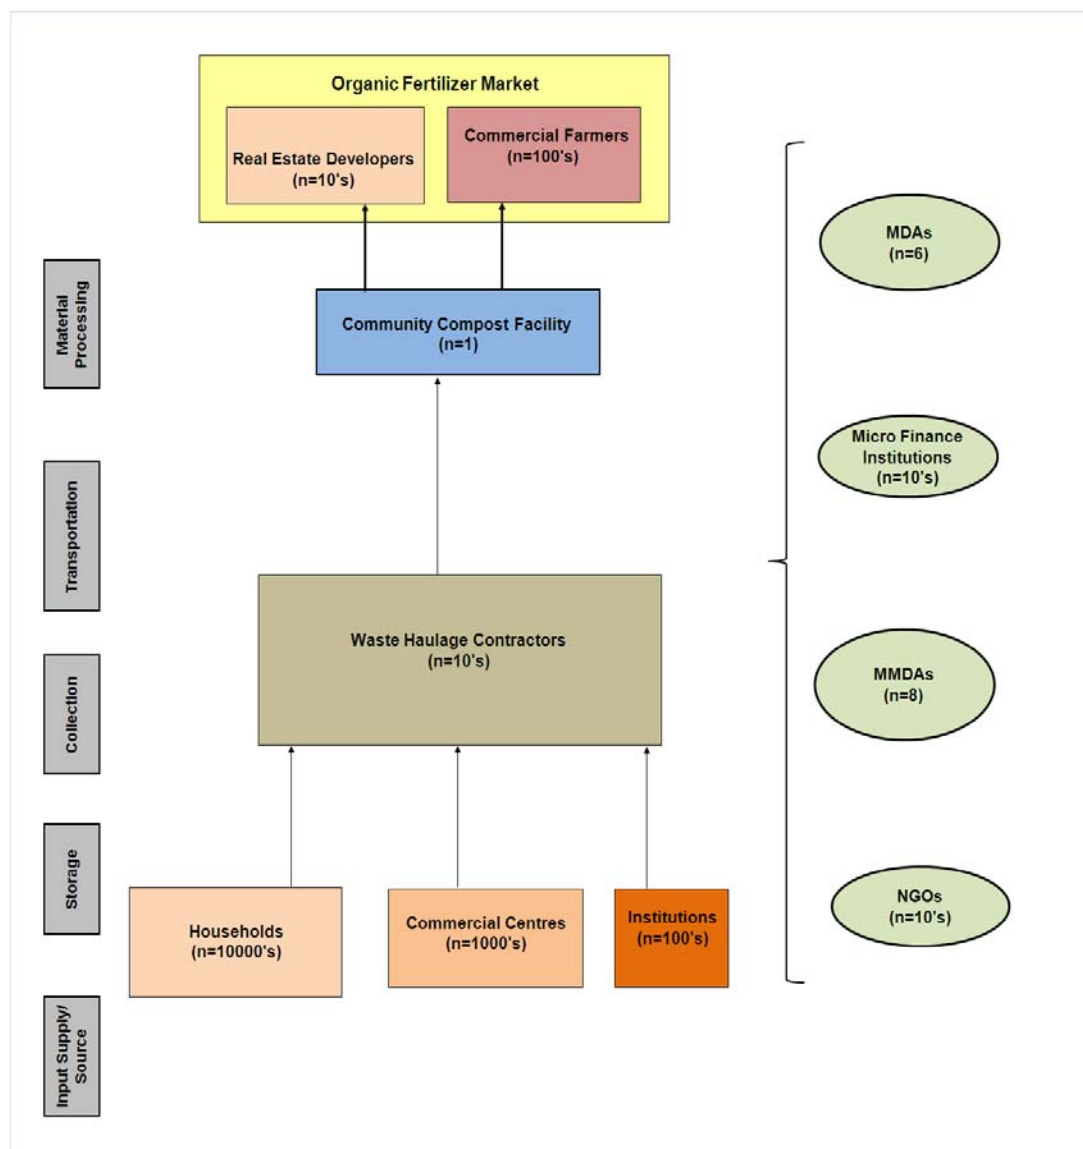 Organic Fertilizer Market
Real Estate Developers
(n=10's)
Commercial Farmers
(n=100's)
MDAs
(n=6)
Material
Processing
Community Compost Facility
(n=1)
Micro Finance
Institutions
(n=10's)
Transportation
Waste Haulage Contractors
(n=10's)
MMDAs
(n=8)
Collection
Storage
Households
(n=10000's)
Commercial Centres
(n=1000's)
Institutions
(n=100's)
NGOs
(n=10's)
Input Supply/
Source